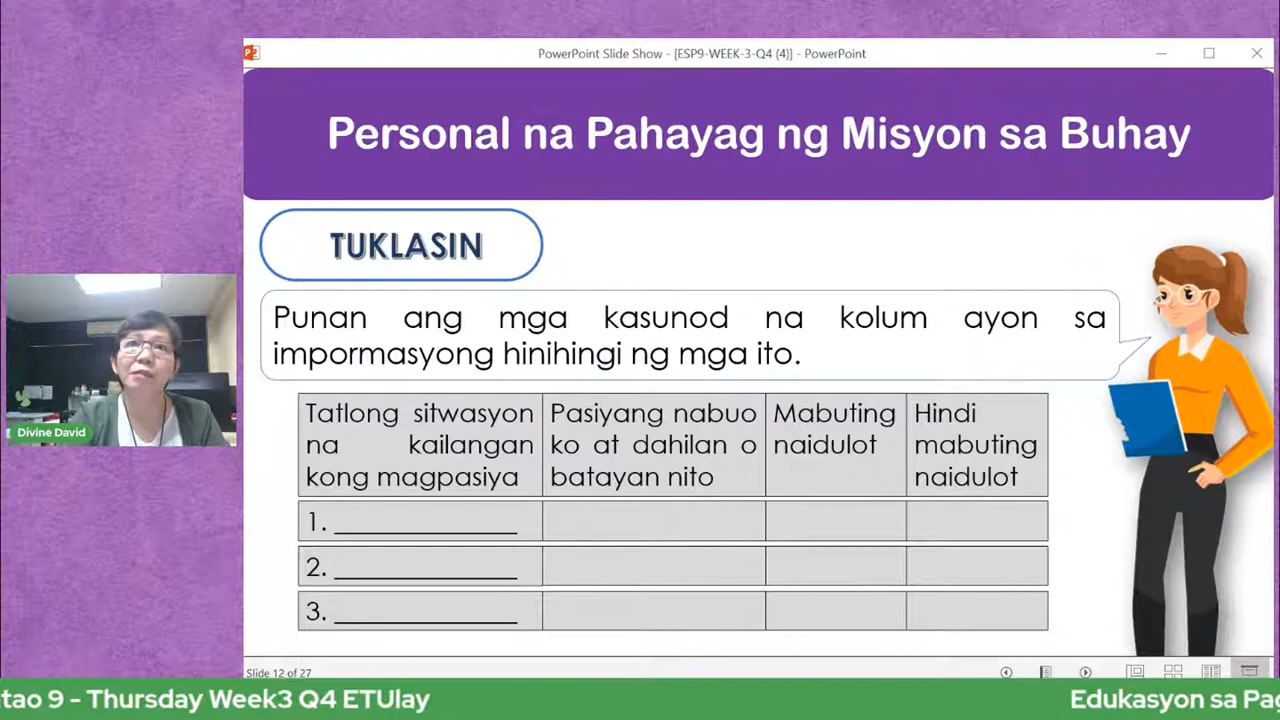 PowerPoint Slide Show - [ESP9-WEEK-3-Q4 (4)] - PowerPoint
Personal na Pahayag ng Misyon sa Buhay
TUKLASIN
Punan ang mga kasunod na kolum ayon sa
impormasyong hinihingi ng mga ito.
Tatlong sitwasyon
na kailangan
kong magpasiya
Pasiyang nabuo
ko at dahilan o
batayan nito
Mabuting
naidulot
Hindi
mabuting
naidulot
1. ______________
2. ______________
3. ______________
Divine David
Slide 12 of 27
tao 9 - Thursday Week3 Q4 ETUlay
Edukasyon sa Pag